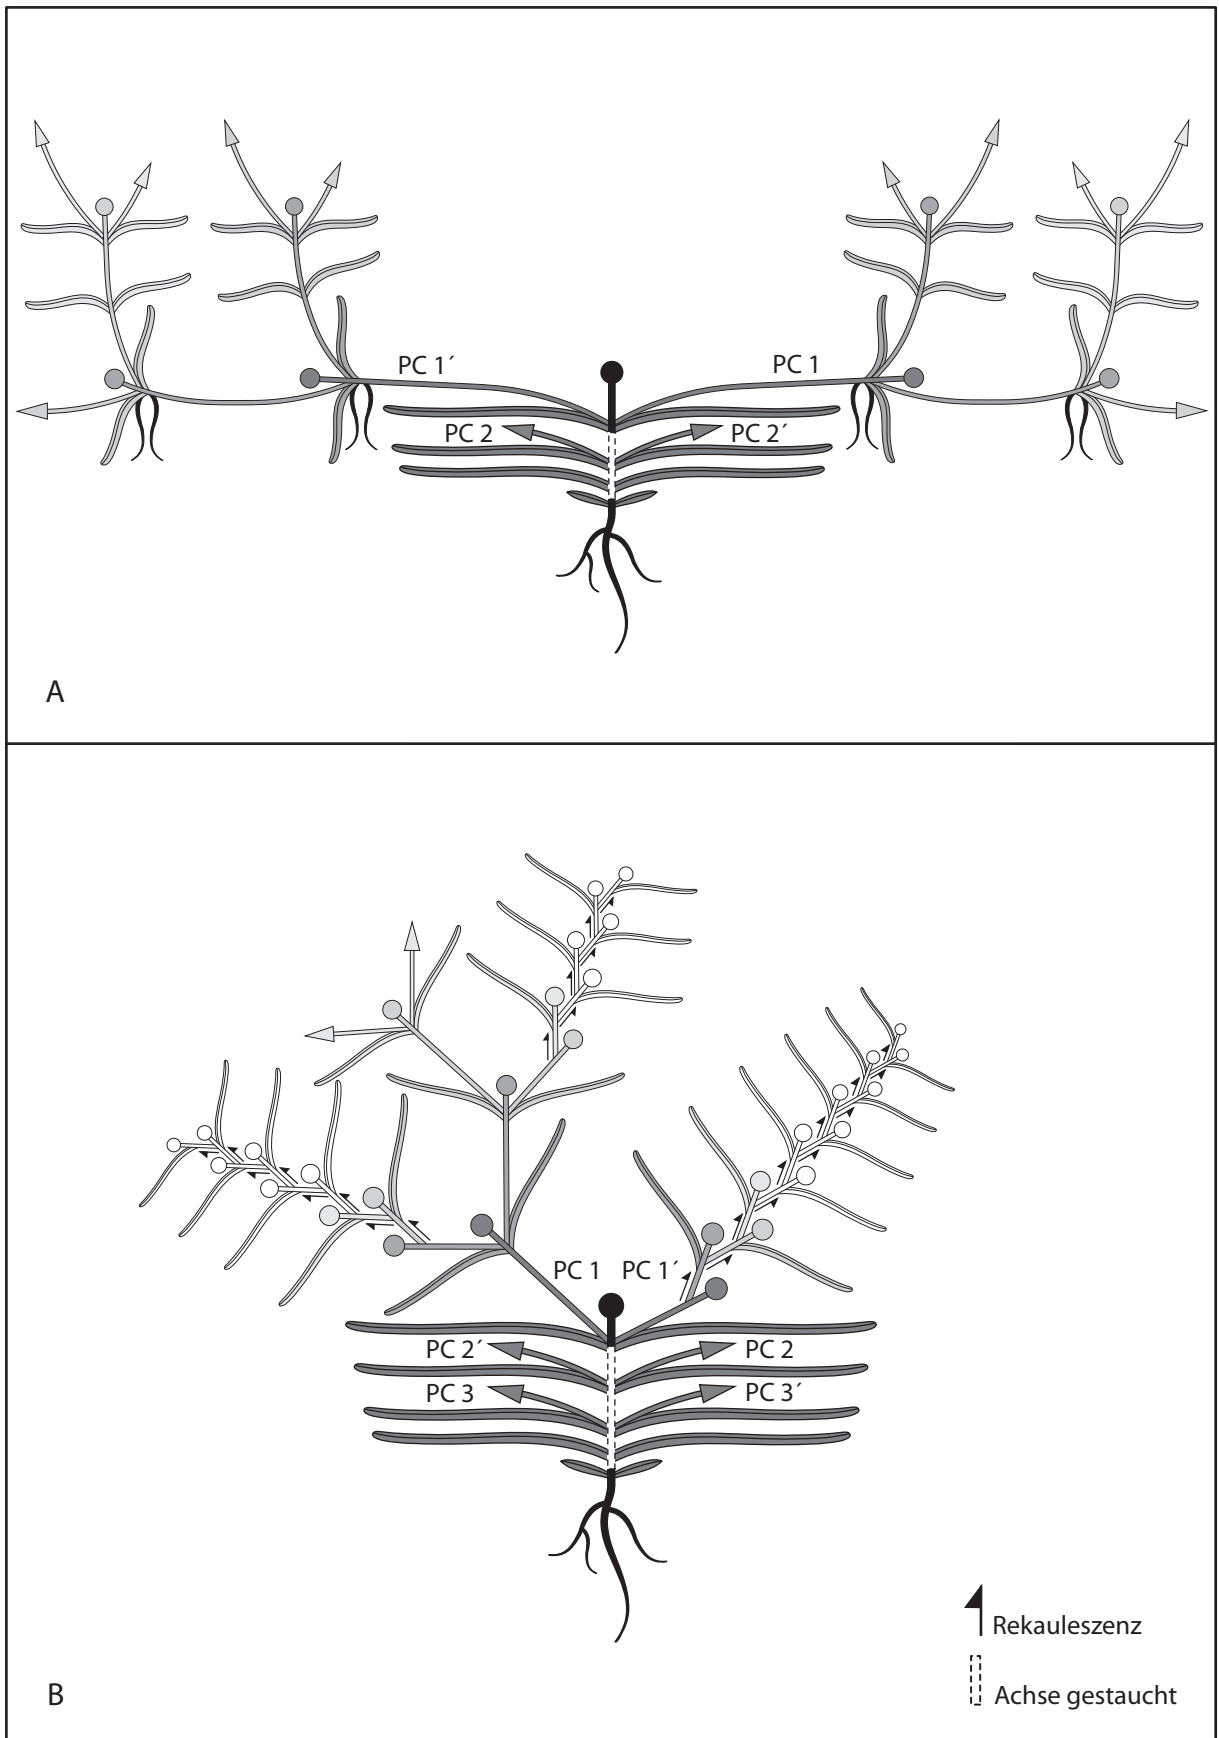 PC 1´
PC 1
PC 2
PC 2´
A
PC 1
PC 1´
PC 2´
PC 2
PC 3
PC 3´
Rekauleszenz
Achse gestaucht
B